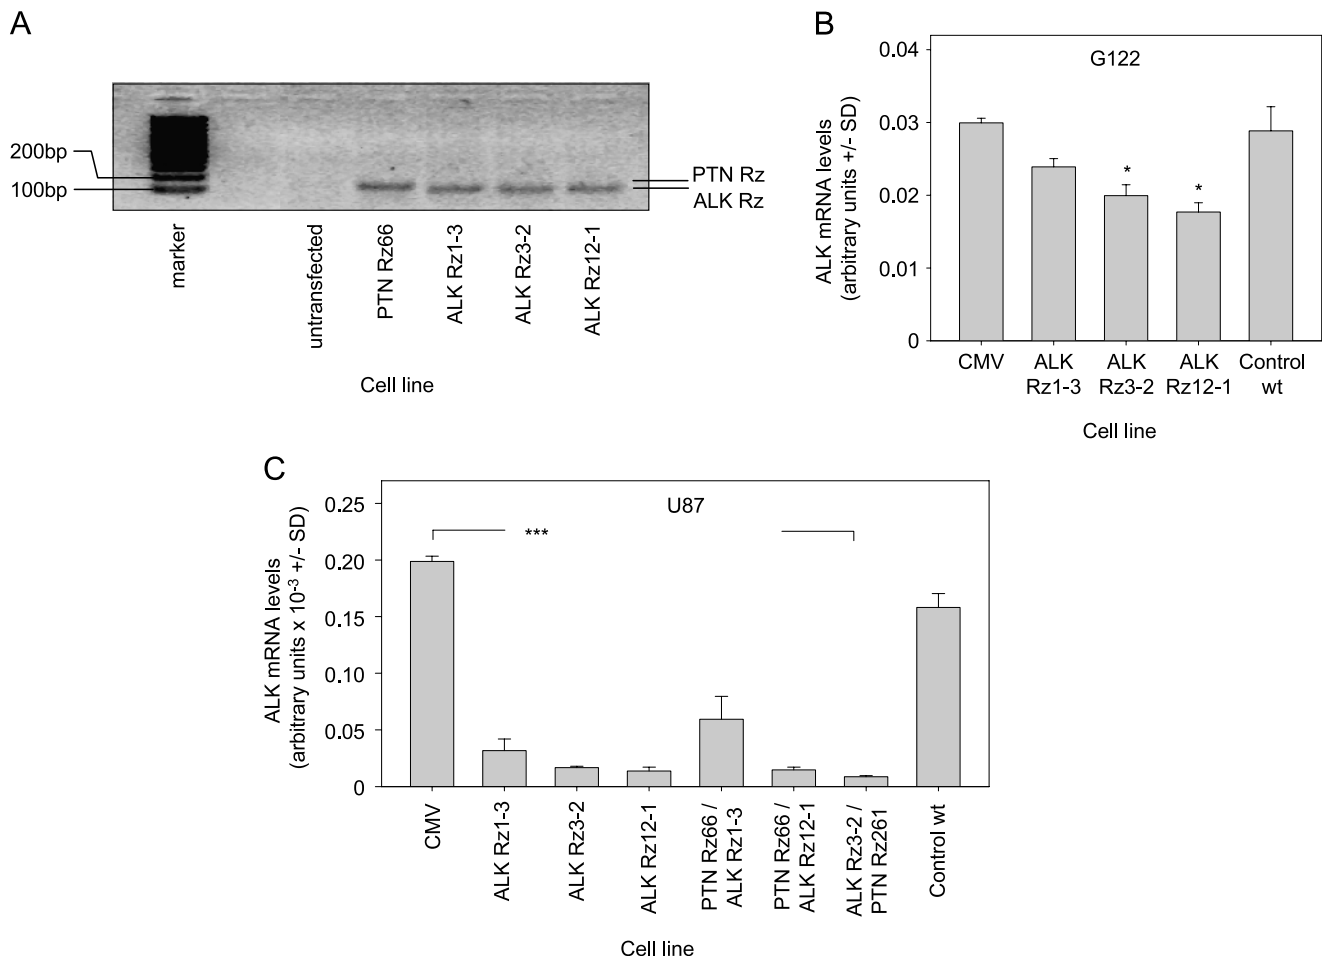 A
200bp
100bp
PTN Rz
ALK Rz
marker
untransfected
PTN Rz66
ALK Rz1-3
ALK Rz3-2
ALK Rz12-1
Cell line
B
G122
ALK mRNA levels
(arbitrary units +/- SD)
0.04
0.03
0.02
0.01
0
*
*
CMV
ALK
Rz1-3
ALK
Rz3-2
ALK
Rz12-1
Control
wt
Cell line
C
U87
ALK mRNA levels
(arbitrary units x 10⁻³ +/- SD)
0.25
0.20
0.15
0.10
0.05
0
***
CMV
ALK Rz1-3
ALK Rz3-2
ALK Rz12-1
PTN Rz66 /
ALK Rz1-3
PTN Rz66 /
ALK Rz12-1
ALK Rz3-2 /
PTN Rz261
Control wt
Cell line